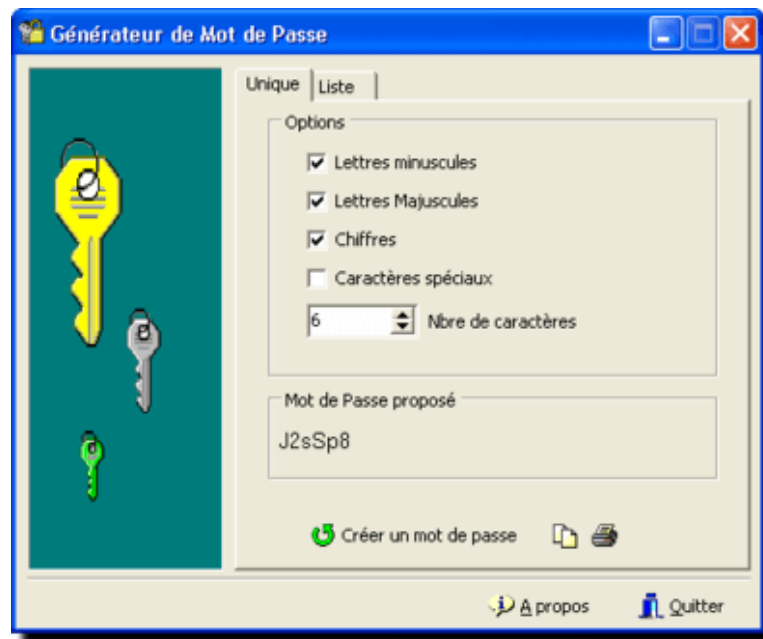 Générateur de Mot de Passe
Unique Liste
Options
Lettres minuscules
Lettres Majuscules
Chiffres
Caractères spéciaux
6 Nbre de caractères
Mot de Passe proposé
J2sSp8
Créer un mot de passe
A propos Quitter